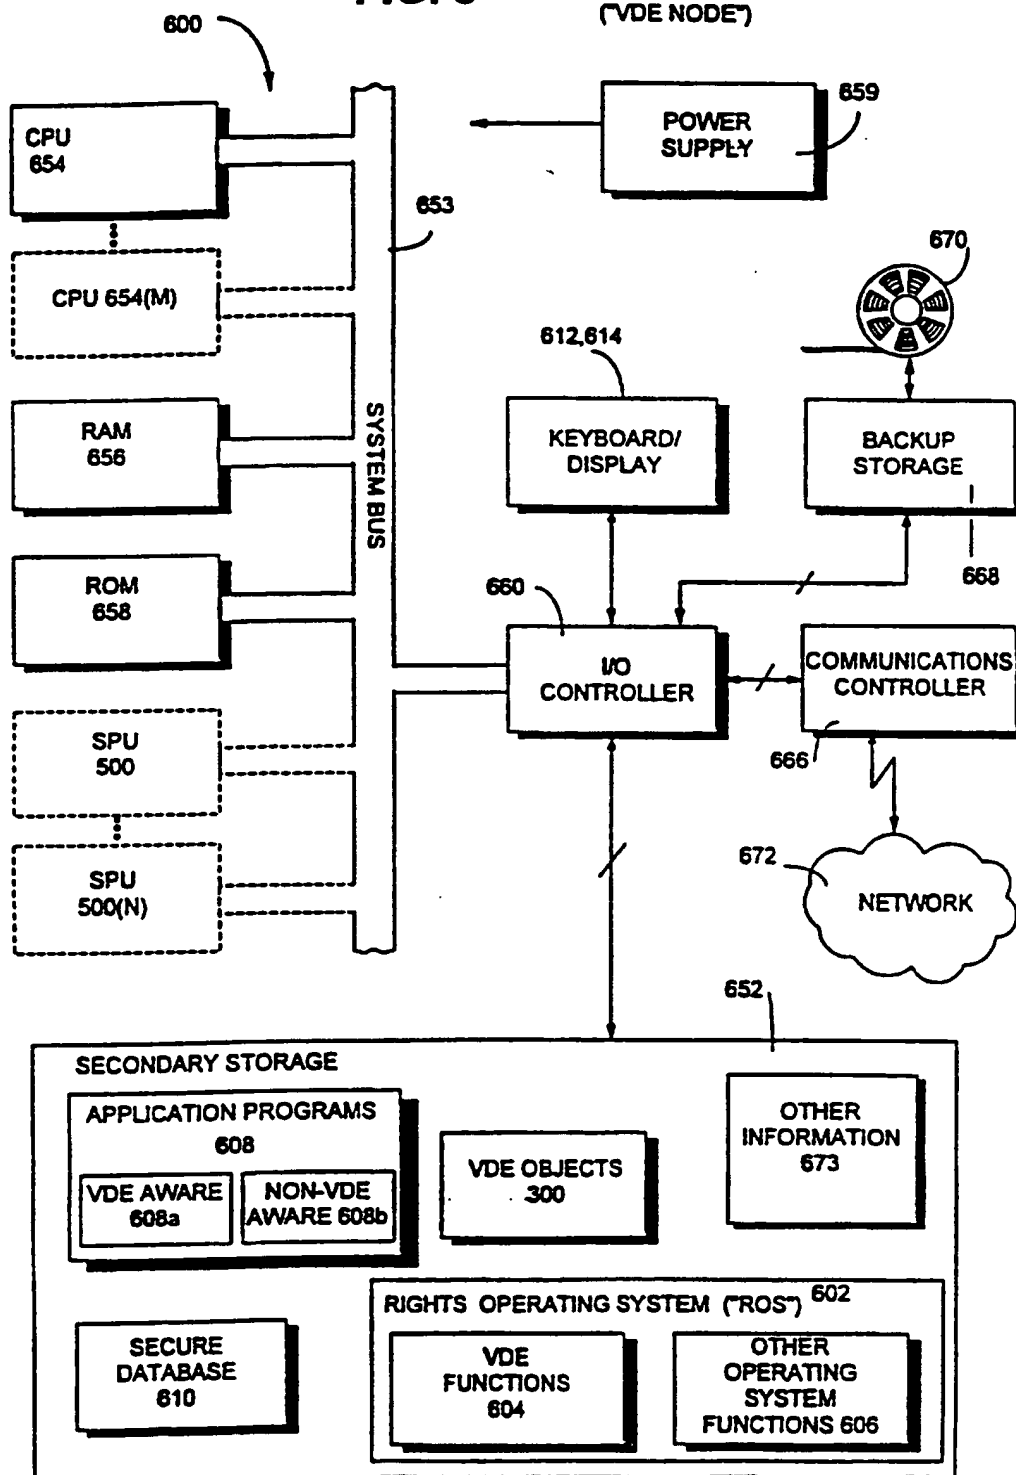 ("VDE NODE")
600
CPU
654
CPU 654(M)
RAM
656
ROM
658
SPU
500
SPU
500(N)
SYSTEM BUS
653
POWER
SUPPLY
659
670
612,614
KEYBOARD/
DISPLAY
BACKUP
STORAGE
668
660
I/O
CONTROLLER
COMMUNICATIONS
CONTROLLER
666
672
NETWORK
652
SECONDARY STORAGE
APPLICATION PROGRAMS
608
VDE AWARE
608a
NON-VDE
AWARE 608b
VDE OBJECTS
300
OTHER
INFORMATION
673
SECURE
DATABASE
610
RIGHTS OPERATING SYSTEM ("ROS") 602
VDE
FUNCTIONS
604
OTHER
OPERATING
SYSTEM
FUNCTIONS 606